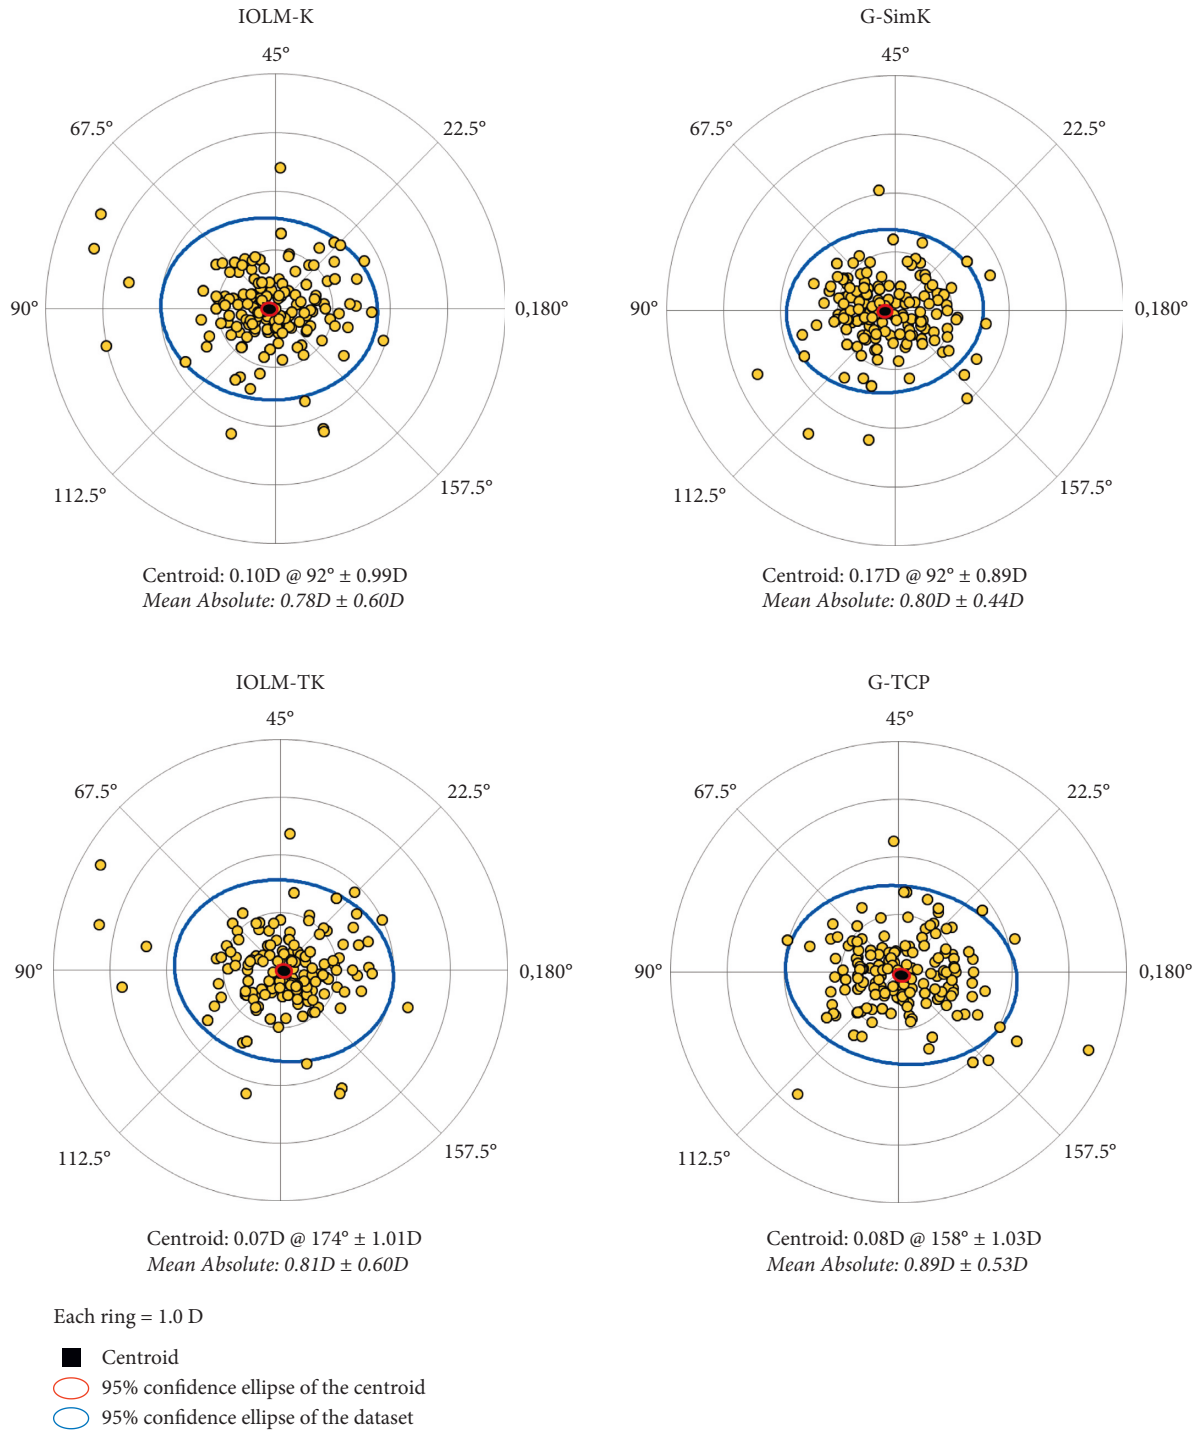 IOLM-K
45°
67.5°
22.5°
90°
0,180°
112.5°
157.5°
Centroid: 0.10D @ 92° ± 0.99D
Mean Absolute: 0.78D ± 0.60D
G-SimK
45°
67.5°
22.5°
90°
0,180°
112.5°
157.5°
Centroid: 0.17D @ 92° ± 0.89D
Mean Absolute: 0.80D ± 0.44D
IOLM-TK
45°
67.5°
22.5°
90°
0,180°
112.5°
157.5°
Centroid: 0.07D @ 174° ± 1.01D
Mean Absolute: 0.81D ± 0.60D
G-TCP
45°
67.5°
22.5°
90°
0,180°
112.5°
157.5°
Centroid: 0.08D @ 158° ± 1.03D
Mean Absolute: 0.89D ± 0.53D
Each ring = 1.0 D
Centroid
95% confidence ellipse of the centroid
95% confidence ellipse of the dataset